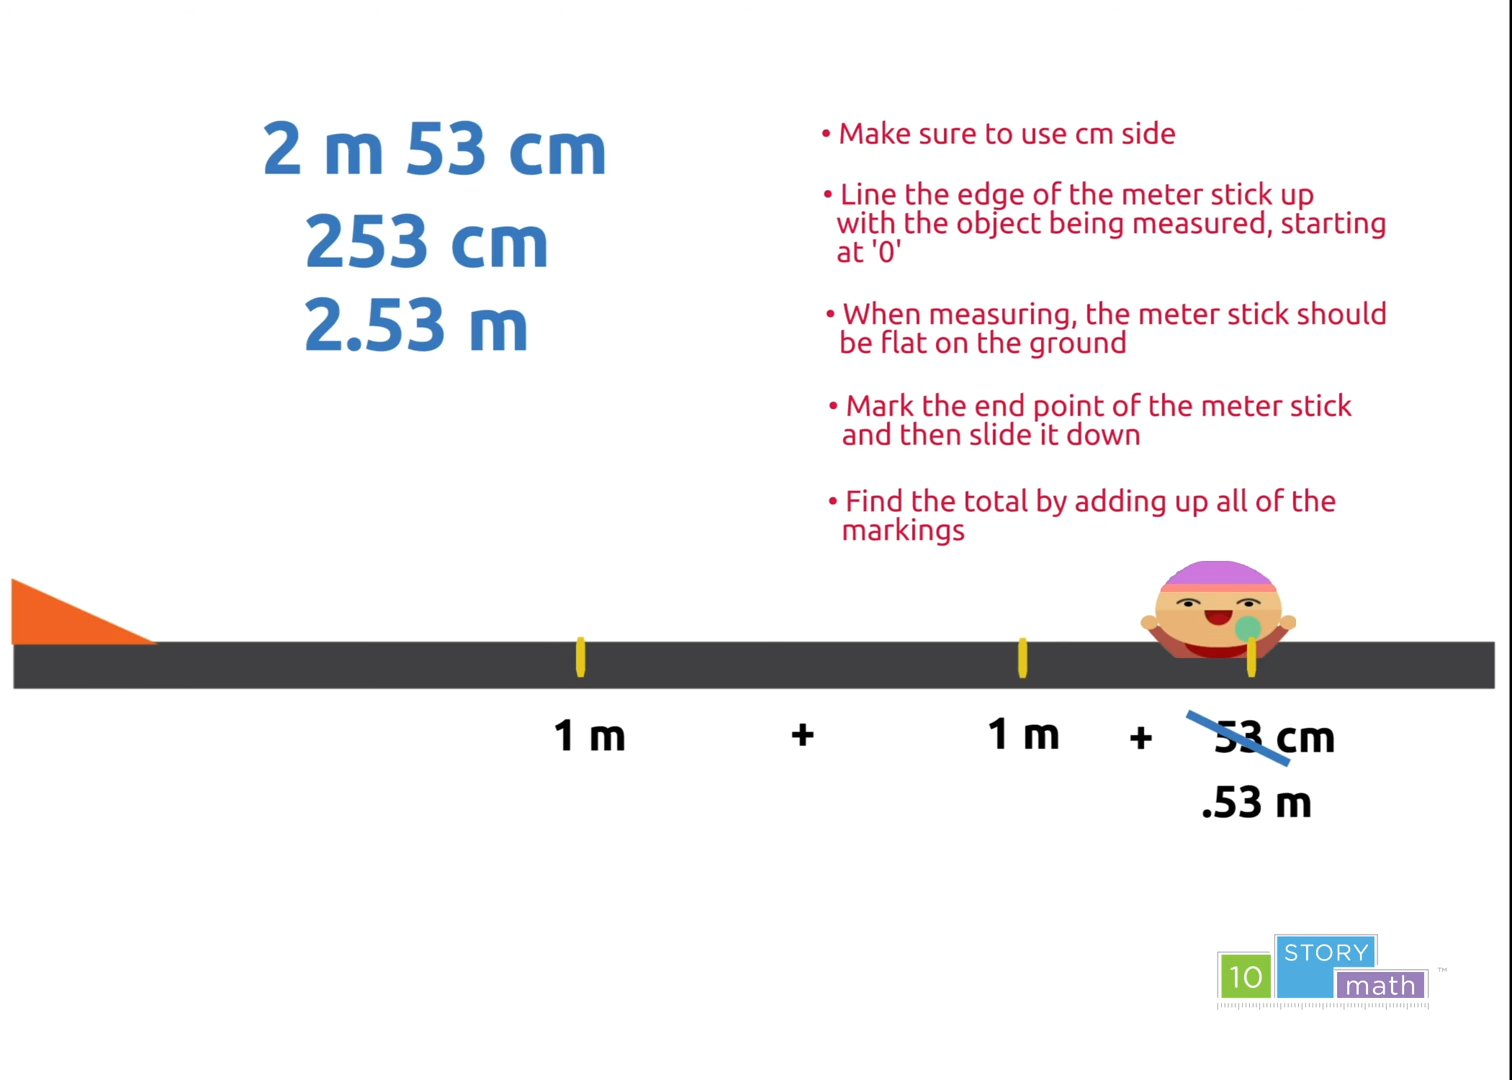 2 m 53 cm
253 cm
2.53 m
• Make sure to use cm side
• Line the edge of the meter stick up
with the object being measured, starting
at '0'
• When measuring, the meter stick should
be flat on the ground
• Mark the end point of the meter stick
and then slide it down
• Find the total by adding up all of the
markings
1 m + 1 m + 53 cm
.53 m
10 STORY math ™